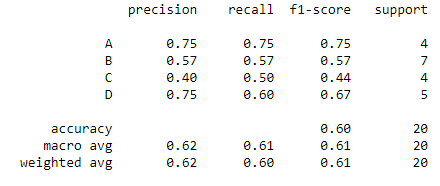 precision recall f1-score support
A 0.75 0.75 0.75 4
B 0.57 0.57 0.57 7
C 0.40 0.50 0.44 4
D 0.75 0.60 0.67 5
accuracy 0.60 20
macro avg 0.62 0.61 0.61 20
weighted avg 0.62 0.60 0.61 20